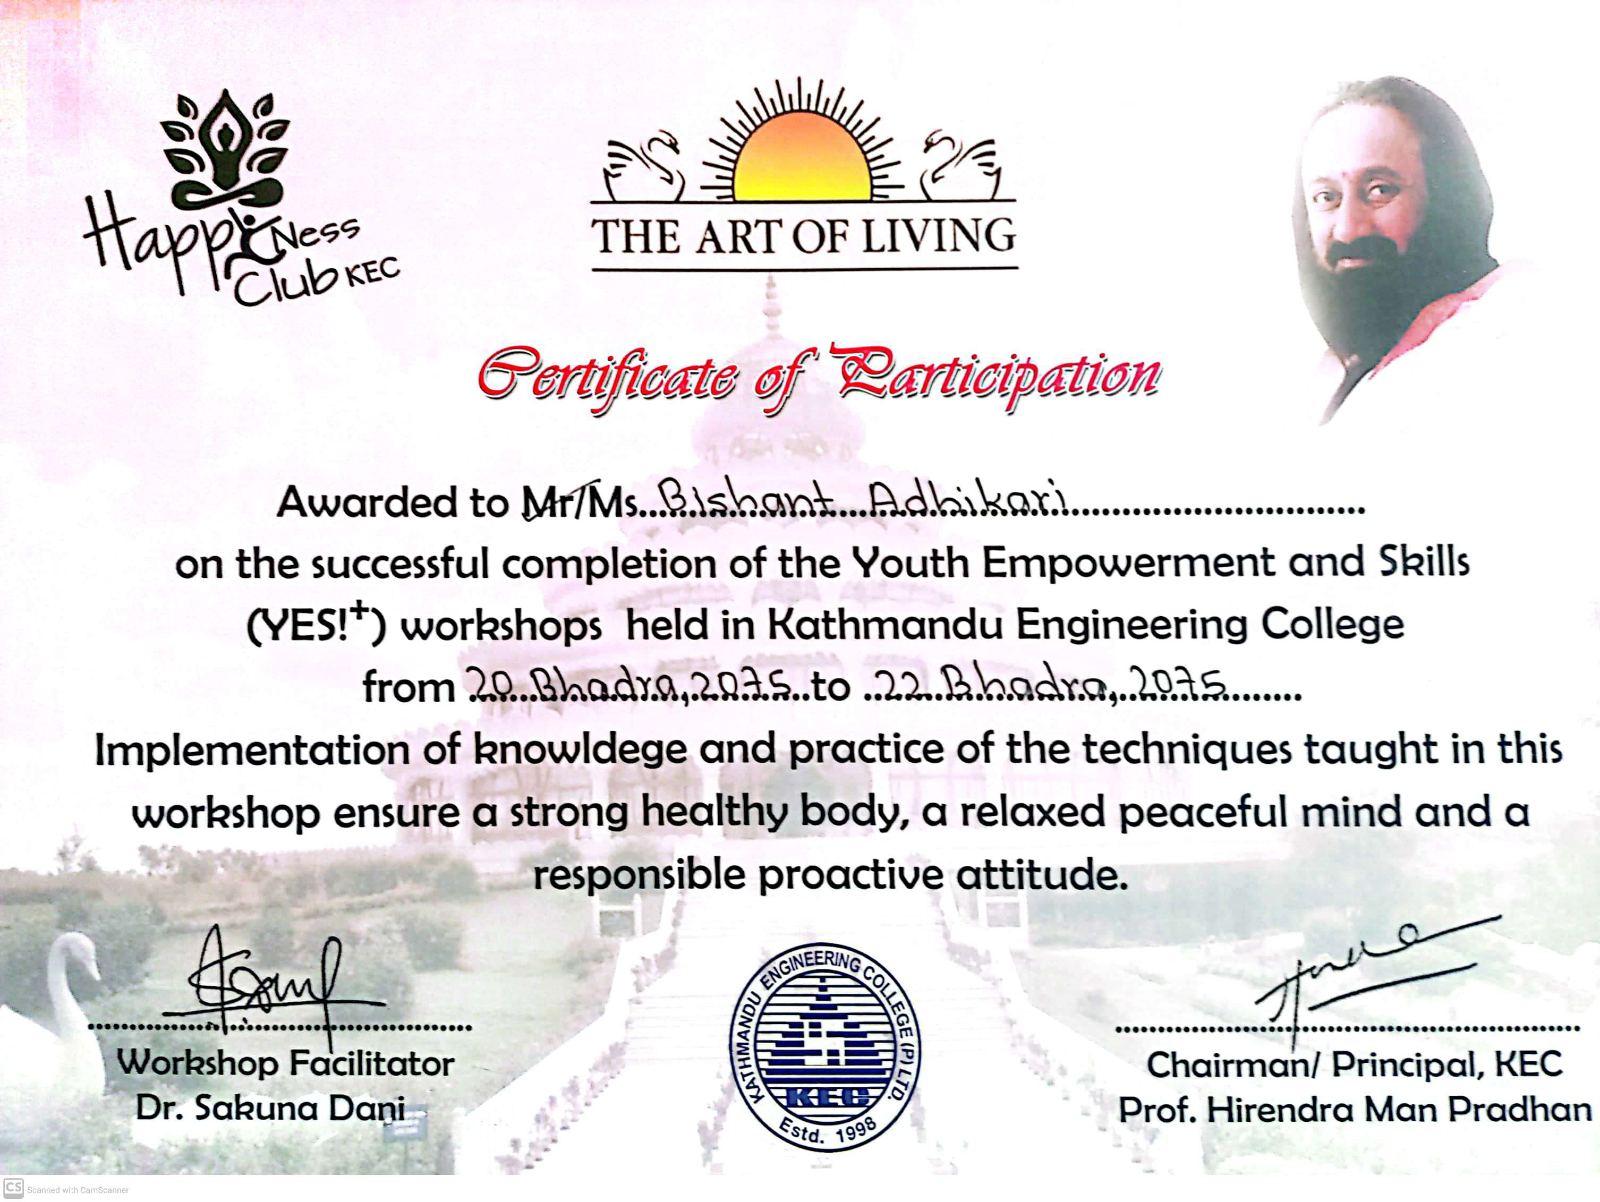 Happiness
Club KEC
THE ART OF LIVING
Certificate of Participation
Awarded to Mr/Ms...Bishant Adhikari...
on the successful completion of the Youth Empowerment and Skills
(YES!+) workshops held in Kathmandu Engineering College
from 20 Bhadra, 2075 to 22 Bhadra, 2075
Implementation of knowldege and practice of the techniques taught in this
workshop ensure a strong healthy body, a relaxed peaceful mind and a
responsible proactive attitude.
Workshop Facilitator
Dr. Sakuna Dani
KATHMANDU ENGINEERING COLLEGE (P) LTD.
KEC
Estd. 1998
Chairman/ Principal, KEC
Prof. Hirendra Man Pradhan
CS Scanned with CamScanner